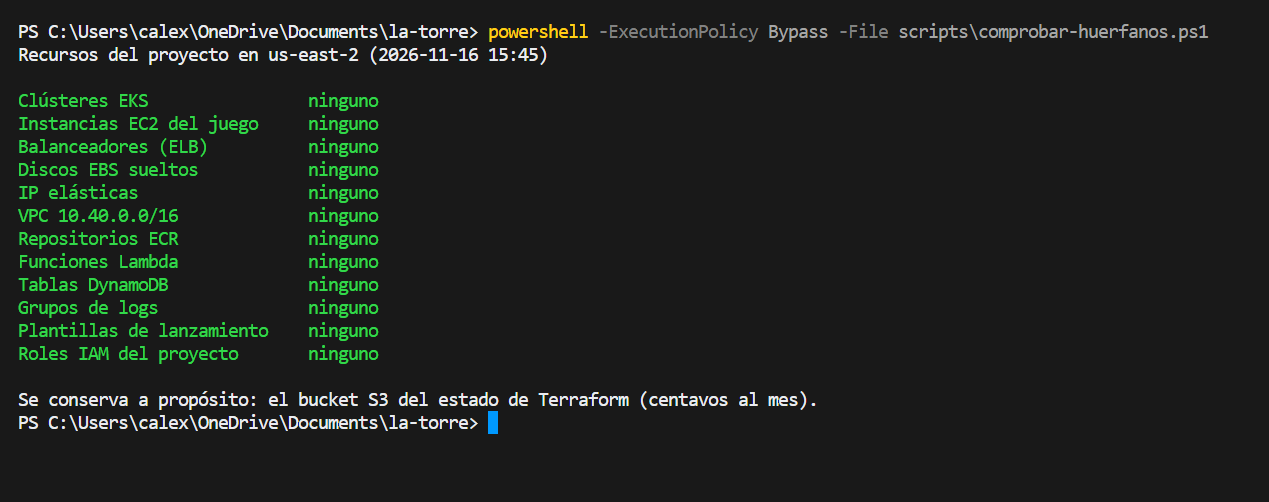 PS C:\Users\calex\OneDrive\Documents\la-torre> powershell -ExecutionPolicy Bypass -File scripts\comprobar-huerfanos.ps1
Recursos del proyecto en us-east-2 (2026-11-16 15:45)
Clústeres EKS ninguno
Instancias EC2 del juego ninguno
Balanceadores (ELB) ninguno
Discos EBS sueltos ninguno
IP elásticas ninguno
VPC 10.40.0.0/16 ninguno
Repositorios ECR ninguno
Funciones Lambda ninguno
Tablas DynamoDB ninguno
Grupos de logs ninguno
Plantillas de lanzamiento ninguno
Roles IAM del proyecto ninguno
Se conserva a propósito: el bucket S3 del estado de Terraform (centavos al mes).
PS C:\Users\calex\OneDrive\Documents\la-torre>